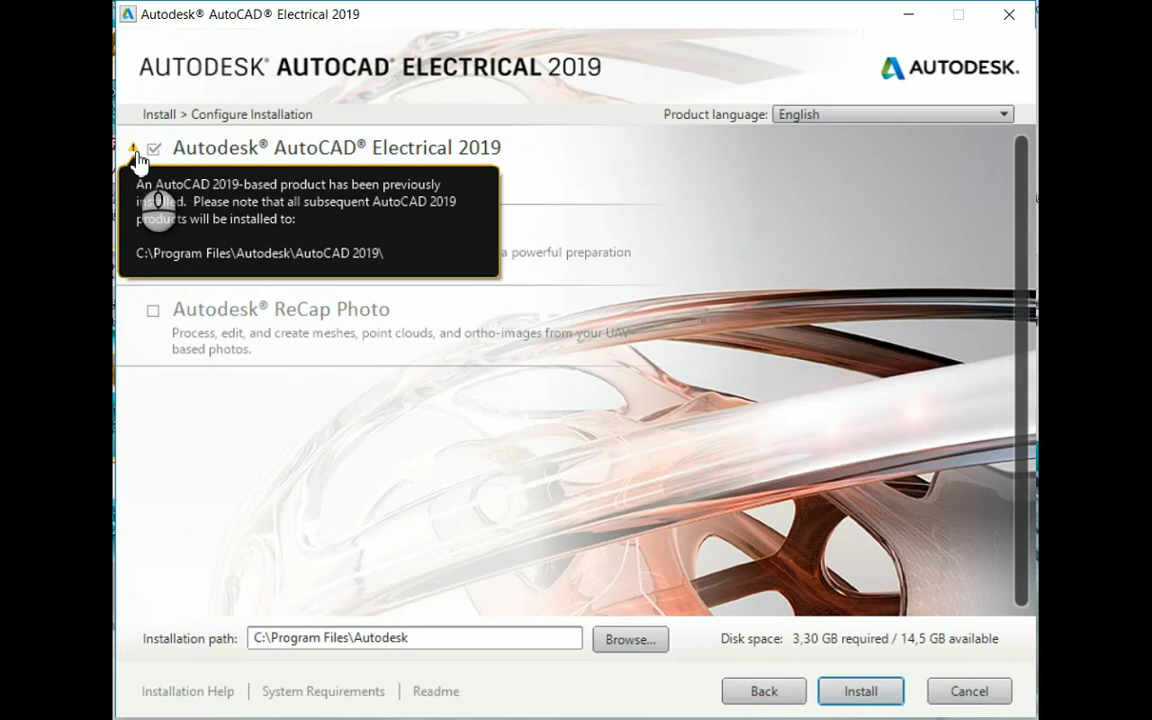 Autodesk® AutoCAD® Electrical 2019
AUTODESK® AUTOCAD® ELECTRICAL 2019
AUTODESK.
Install > Configure Installation
Product language: English
Autodesk® AutoCAD® Electrical 2019
An AutoCAD 2019-based product has been previously
installed. Please note that all subsequent AutoCAD 2019
products will be installed to:
C:\Program Files\Autodesk\AutoCAD 2019\
a powerful preparation
Autodesk® ReCap Photo
Process, edit, and create meshes, point clouds, and ortho-images from your UAV
based photos.
Installation path: C:\Program Files\Autodesk Browse... Disk space: 3,30 GB required / 14,5 GB available
Installation Help | System Requirements | Readme Back Install Cancel